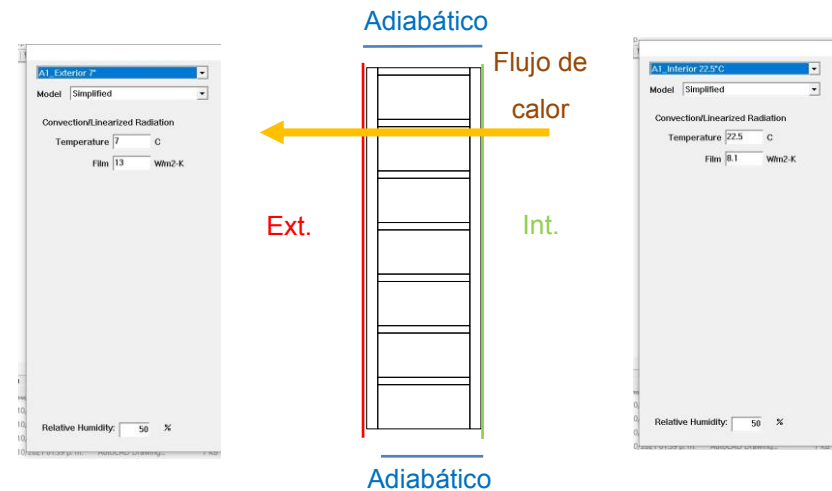 Adiabático
Flujo de
calor
A1_Exterior 7°
Model Simplified
Convection/Linearized Radiation
Temperature 7 C
Film 13 W/m2-K
Relative Humidity: 50 %
Ext.
Int.
A1_Interior 22.5°C
Model Simplified
Convection/Linearized Radiation
Temperature 22.5 C
Film 8.1 W/m2-K
Relative Humidity: 50 %
Adiabático